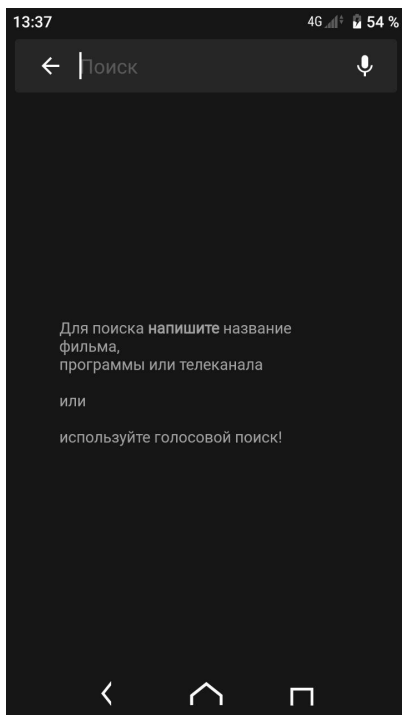 13:37 4G 54 %
Поиск
Для поиска напишите название
фильма,
программы или телеканала
или
используйте голосовой поиск!